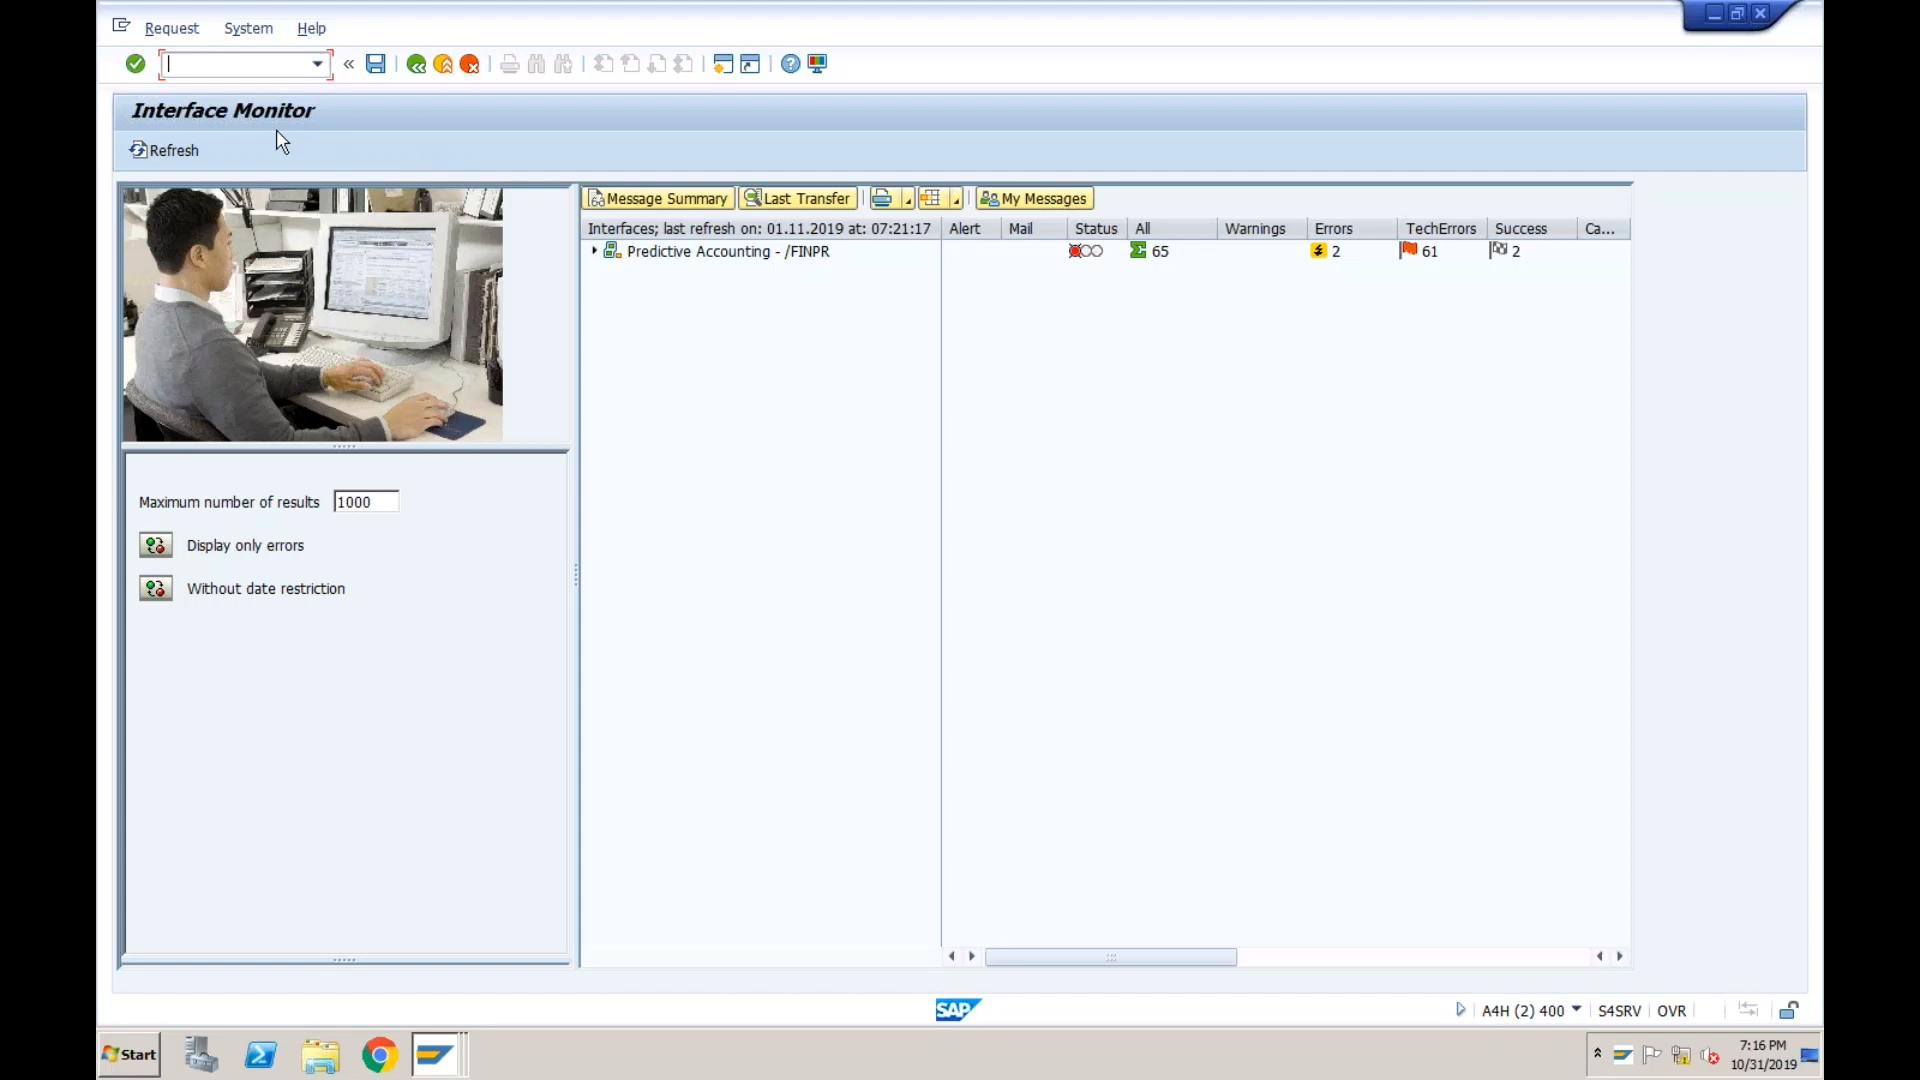 Request System Help
«
Interface Monitor
Refresh
Message Summary Last Transfer My Messages
Interfaces; last refresh on: 01.11.2019 at: 07:21:17 Alert Mail Status All Warnings Errors TechErrors Success Ca...
Predictive Accounting - /FINPR 65 2 61 2
Maximum number of results 1000
Display only errors
Without date restriction
SAP A4H (2) 400 S4SRV OVR
Start 7:16 PM
10/31/2019